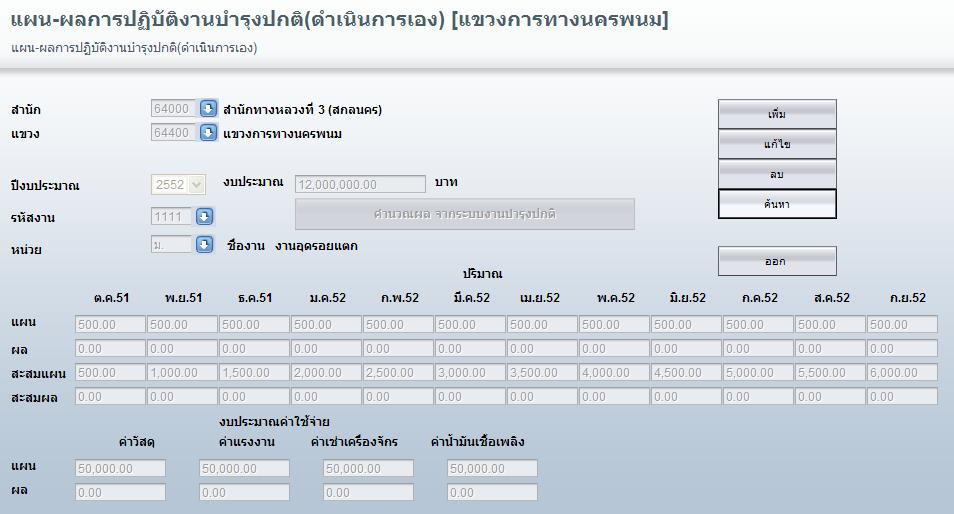 แผน-ผลการปฏิบัติงานบำรุงปกติ(ดำเนินการเอง) [แขวงการทางนครพนม]
แผน-ผลการปฏิบัติงานบำรุงปกติ(ดำเนินการเอง)
สำนัก 64000 สำนักทางหลวงที่ 3 (สกลนคร)
แขวง 64400 แขวงการทางนครพนม
เพิ่ม
แก้ไข
ลบ
ค้นหา
ออก
ปีงบประมาณ 2552 งบประมาณ 12,000,000.00 บาท
รหัสงาน 1111 คำนวณผล จากระบบงานบำรุงปกติ
หน่วย ม. ชื่องาน งานอุดรอยแตก
ปริมาณ
ต.ค.51 พ.ย.51 ธ.ค.51 ม.ค.52 ก.พ.52 มี.ค.52 เม.ย.52 พ.ค.52 มิ.ย.52 ก.ค.52 ส.ค.52 ก.ย.52
แผน 500.00 500.00 500.00 500.00 500.00 500.00 500.00 500.00 500.00 500.00 500.00 500.00
ผล 0.00 0.00 0.00 0.00 0.00 0.00 0.00 0.00 0.00 0.00 0.00 0.00
สะสมแผน 500.00 1,000.00 1,500.00 2,000.00 2,500.00 3,000.00 3,500.00 4,000.00 4,500.00 5,000.00 5,500.00 6,000.00
สะสมผล 0.00 0.00 0.00 0.00 0.00 0.00 0.00 0.00 0.00 0.00 0.00 0.00
งบประมาณค่าใช้จ่าย
ค่าวัสดุ ค่าแรงงาน ค่าเช่าเครื่องจักร ค่าน้ำมันเชื้อเพลิง
แผน 50,000.00 50,000.00 50,000.00 50,000.00
ผล 0.00 0.00 0.00 0.00